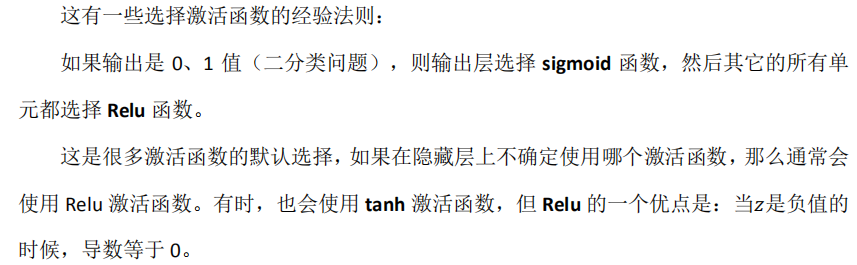 这有一些选择激活函数的经验法则：
如果输出是 0、1 值（二分类问题），则输出层选择 sigmoid 函数，然后其它的所有单
元都选择 Relu 函数。
这是很多激活函数的默认选择，如果在隐藏层上不确定使用哪个激活函数，那么通常会
使用 Relu 激活函数。有时，也会使用 tanh 激活函数，但 Relu 的一个优点是：当𝑧是负值的
时候，导数等于 0。